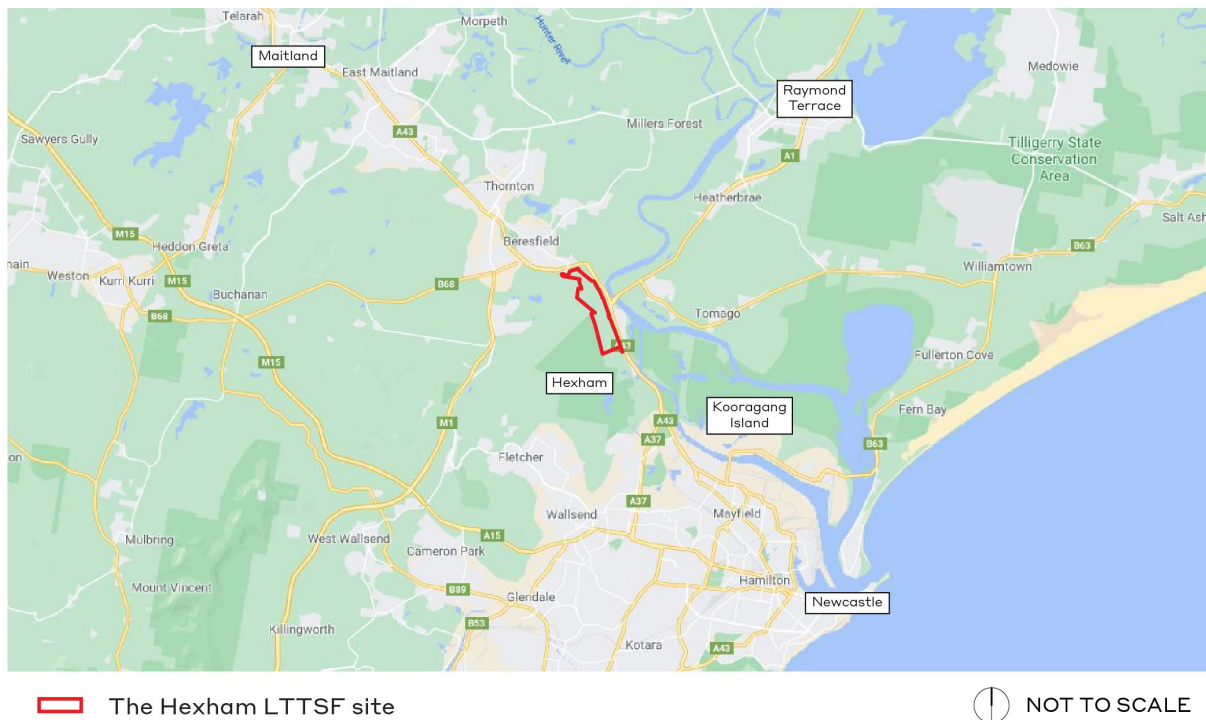 Telarah
Morpeth
Maitland
Hunter River
East Maitland
Medowie
Raymond
Terrace
A43
Millers Forest
Sawyers Gully
A1
Tilligerry State
Conservation
Area
Thornton
Heatherbrae
Salt Ash
M15
Beresfield
Heddon Greta
B63
Weston
Kurri Kurri
M15
B68
Williamtown
Buchanan
B68
Tomago
M15
Fullerton Cove
Hexham
Kooragang
Island
Fern Bay
M1
A43
A37
B63
Fletcher
A37
Wallsend
Mayfield
Mulbring
West Wallsend
A15
Cameron Park
Mount Vincent
B89
Hamilton
Glendale
Newcastle
Killingworth
B53
Kotara
A43
The Hexham LTTSF site
NOT TO SCALE